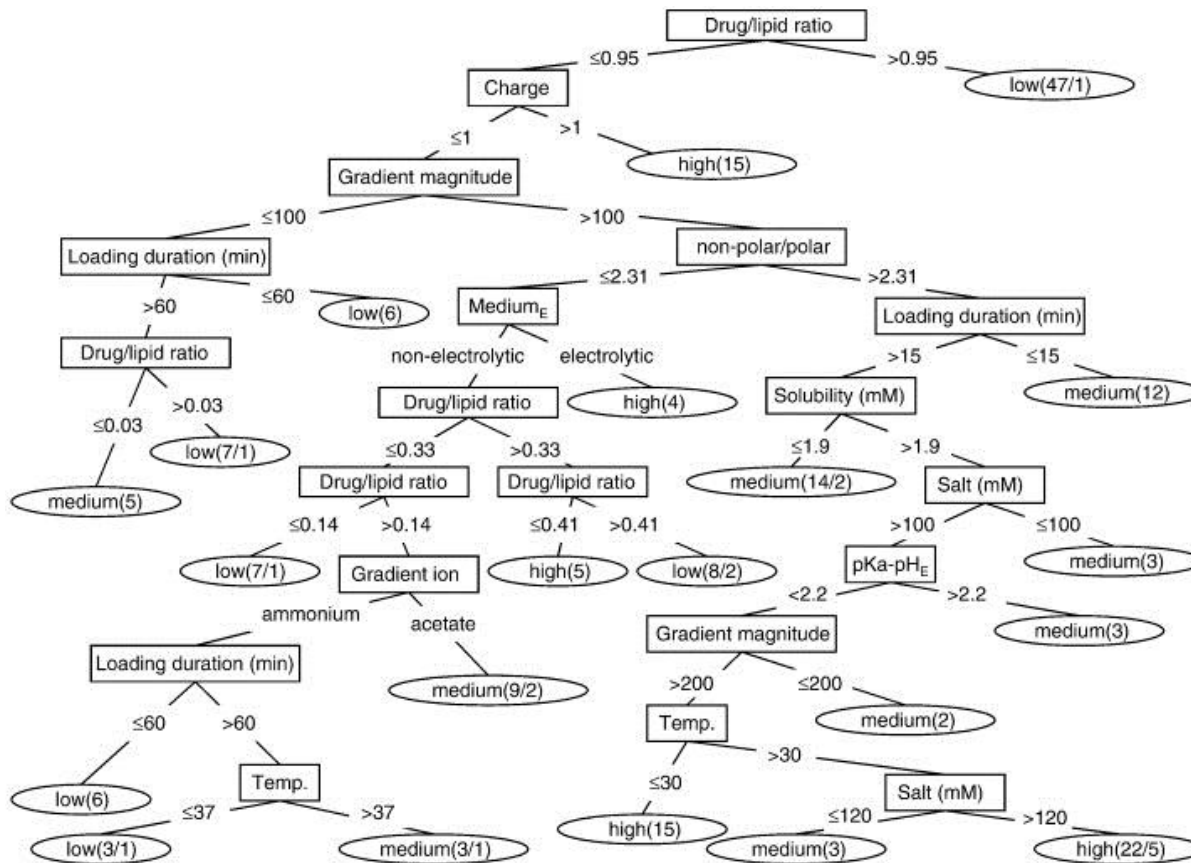 Drug/lipid ratio
≤0.95
>0.95
Charge
low(47/1)
≤1
>1
Gradient magnitude
high(15)
≤100
>100
Loading duration (min)
non-polar/polar
≤2.31
>2.31
>60
≤60
low(6)
MediumE
Loading duration (min)
Drug/lipid ratio
non-electrolytic
electrolytic
>15
≤15
Drug/lipid ratio
high(4)
Solubility (mM)
medium(12)
≤0.03
>0.03
low(7/1)
≤0.33
>0.33
≤1.9
>1.9
medium(5)
Drug/lipid ratio
Drug/lipid ratio
medium(14/2)
Salt (mM)
≤0.14
>0.14
≤0.41
>0.41
>100
≤100
low(7/1)
Gradient ion
high(5)
low(8/2)
pKa-pHE
medium(3)
ammonium
acetate
<2.2
>2.2
Loading duration (min)
Gradient magnitude
medium(3)
medium(9/2)
>200
≤200
≤60
>60
Temp.
medium(2)
low(6)
Temp.
≤30
>30
≤37
>37
high(15)
Salt (mM)
≤120
>120
low(3/1)
medium(3/1)
medium(3)
high(22/5)